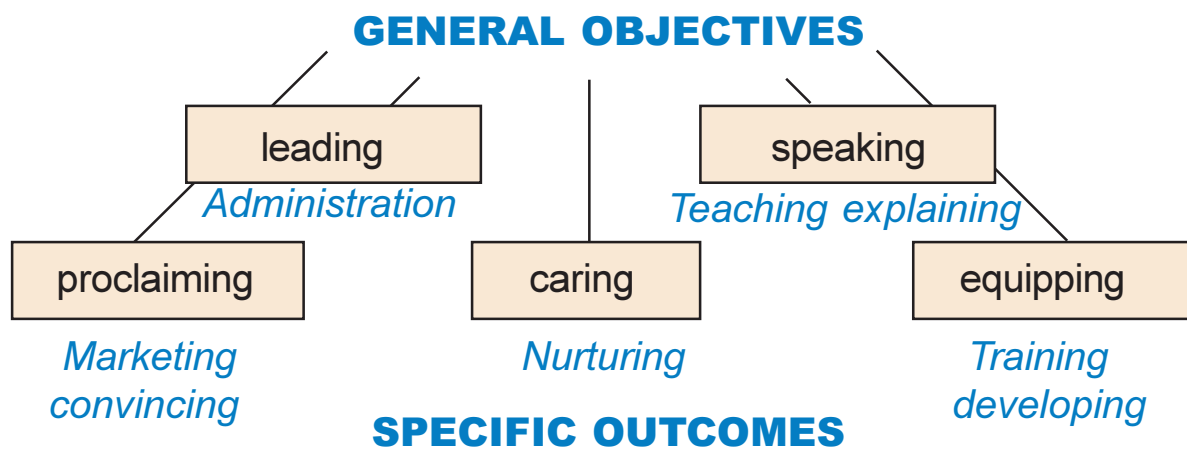 GENERAL OBJECTIVES
leading
speaking
Administration
Teaching explaining
proclaiming
caring
equipping
Marketing
convincing
Nurturing
Training
developing
SPECIFIC OUTCOMES